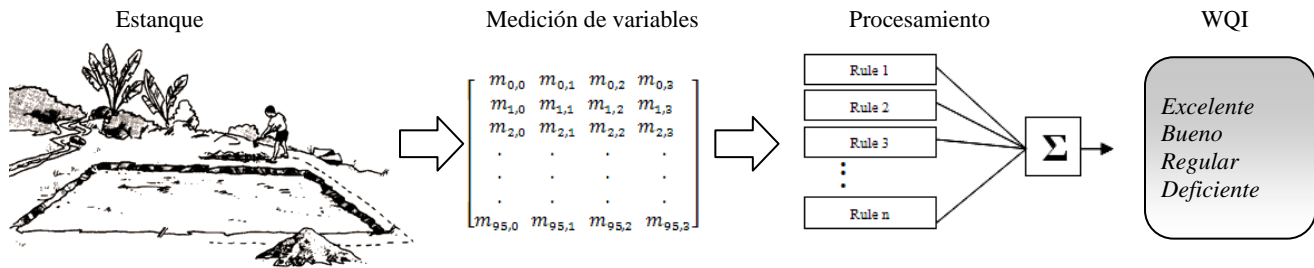 Estanque
Medición de variables
Procesamiento
WQI
m0,0 m0,1 m0,2 m0,3
m1,0 m1,1 m1,2 m1,3
m2,0 m2,1 m2,2 m2,3
. . . .
. . . .
. . . .
m95,0 m95,1 m95,2 m95,3
Rule 1
Rule 2
Rule 3
⋮
Rule n
Σ
Excelente
Bueno
Regular
Deficiente